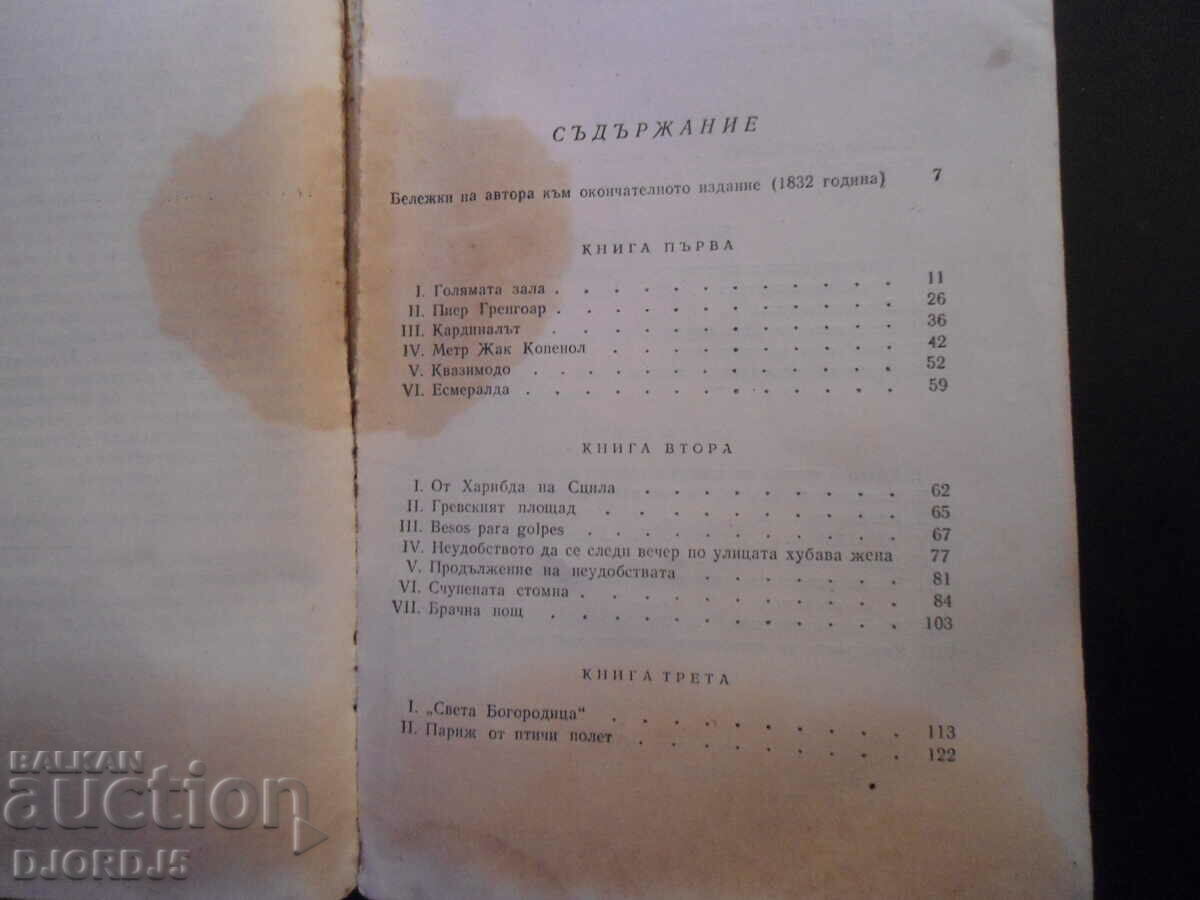 СЪДЪРЖАНИЕ
Бележки на автора към окончателното издание (1832 година) 7
КНИГА ПЪРВА
I. Голямата зала . . . . . . . . . . . . 11
II. Пиер Гренгоар . . . . . . . . . . . . 26
III. Кардиналът . . . . . . . . . . . . 36
IV. Метр Жак Копенол . . . . . . . . . . 42
V. Квазимодо . . . . . . . . . . . . . 52
VI. Есмералда . . . . . . . . . . . . . 59
КНИГА ВТОРА
I. От Харибда на Сцила . . . . . . . . . 62
II. Гревският площад . . . . . . . . . . 65
III. Besos para golpes . . . . . . . . . . 67
IV. Неудобството да се следи вечер по улицата хубава жена 77
V. Продължение на неудобствата . . . . . . . 81
VI. Счупената стомна . . . . . . . . . . . 84
VII. Брачна нощ . . . . . . . . . . . . 103
КНИГА ТРЕТА
I. „Света Богородица“ . . . . . . . . . . 113
II. Париж от птичи полет . . . . . . . . . 122
BALKAN
auction
DJORDJ5